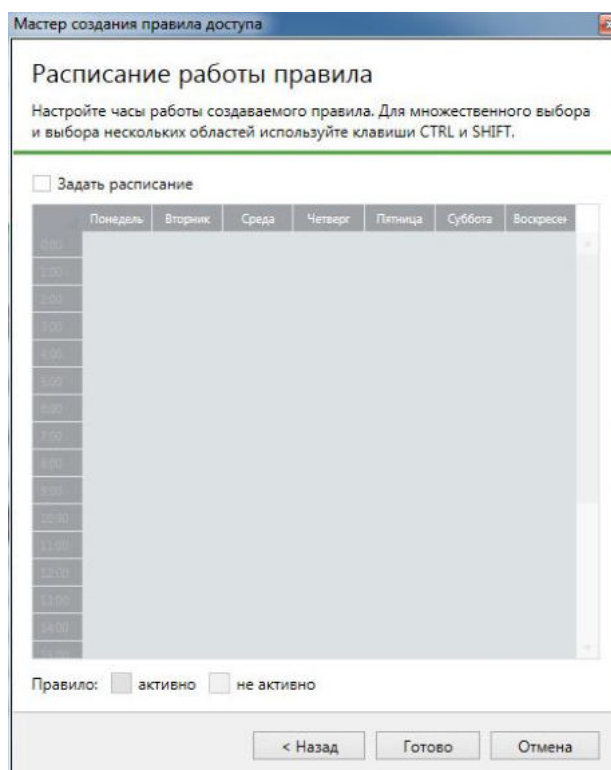 Мастер создания правила доступа
Расписание работы правила
Настройте часы работы создаваемого правила. Для множественного выбора
и выбора нескольких областей используйте клавиши CTRL и SHIFT.
Задать расписание
Понедель Вторник Среда Четверг Пятница Суббота Воскресен
0:00
1:00
2:00
3:00
4:00
5:00
6:00
7:00
8:00
9:00
10:00
11:00
12:00
13:00
14:00
15:00
Правило: активно не активно
< Назад Готово Отмена